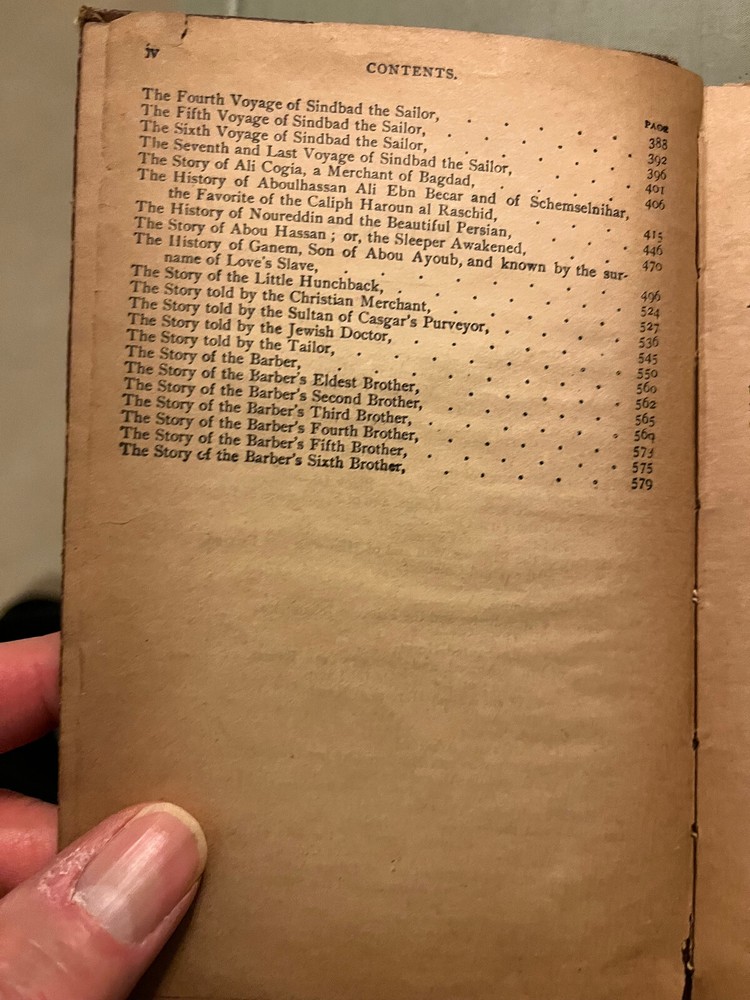 iv
CONTENTS.
PAGE
The Fourth Voyage of Sindbad the Sailor, . . . . . 388
The Fifth Voyage of Sindbad the Sailor, . . . . . 392
The Sixth Voyage of Sindbad the Sailor, . . . . . 396
The Seventh and Last Voyage of Sindbad the Sailor, . . . 401
The Story of Ali Cogia, a Merchant of Bagdad, . . . . 406
The History of Aboulhassan Ali Ebn Becar and of Schemselnihar,
the Favorite of the Caliph Haroun al Raschid, . . . 415
The History of Noureddin and the Beautiful Persian, . . . 446
The Story of Abou Hassan; or, the Sleeper Awakened, . . . 470
The History of Ganem, Son of Abou Ayoub, and known by the sur-
name of Love's Slave, . . . . . . . 496
The Story of the Little Hunchback, . . . . . . 524
The Story told by the Christian Merchant, . . . . . 527
The Story told by the Sultan of Casgar's Purveyor, . . . 536
The Story told by the Jewish Doctor, . . . . . 545
The Story told by the Tailor, . . . . . . 550
The Story of the Barber, . . . . . . . 560
The Story of the Barber's Eldest Brother, . . . . . 562
The Story of the Barber's Second Brother, . . . . . 565
The Story of the Barber's Third Brother, . . . . . 569
The Story of the Barber's Fourth Brother, . . . . . 573
The Story of the Barber's Fifth Brother, . . . . . 575
The Story of the Barber's Sixth Brother, . . . . . 579